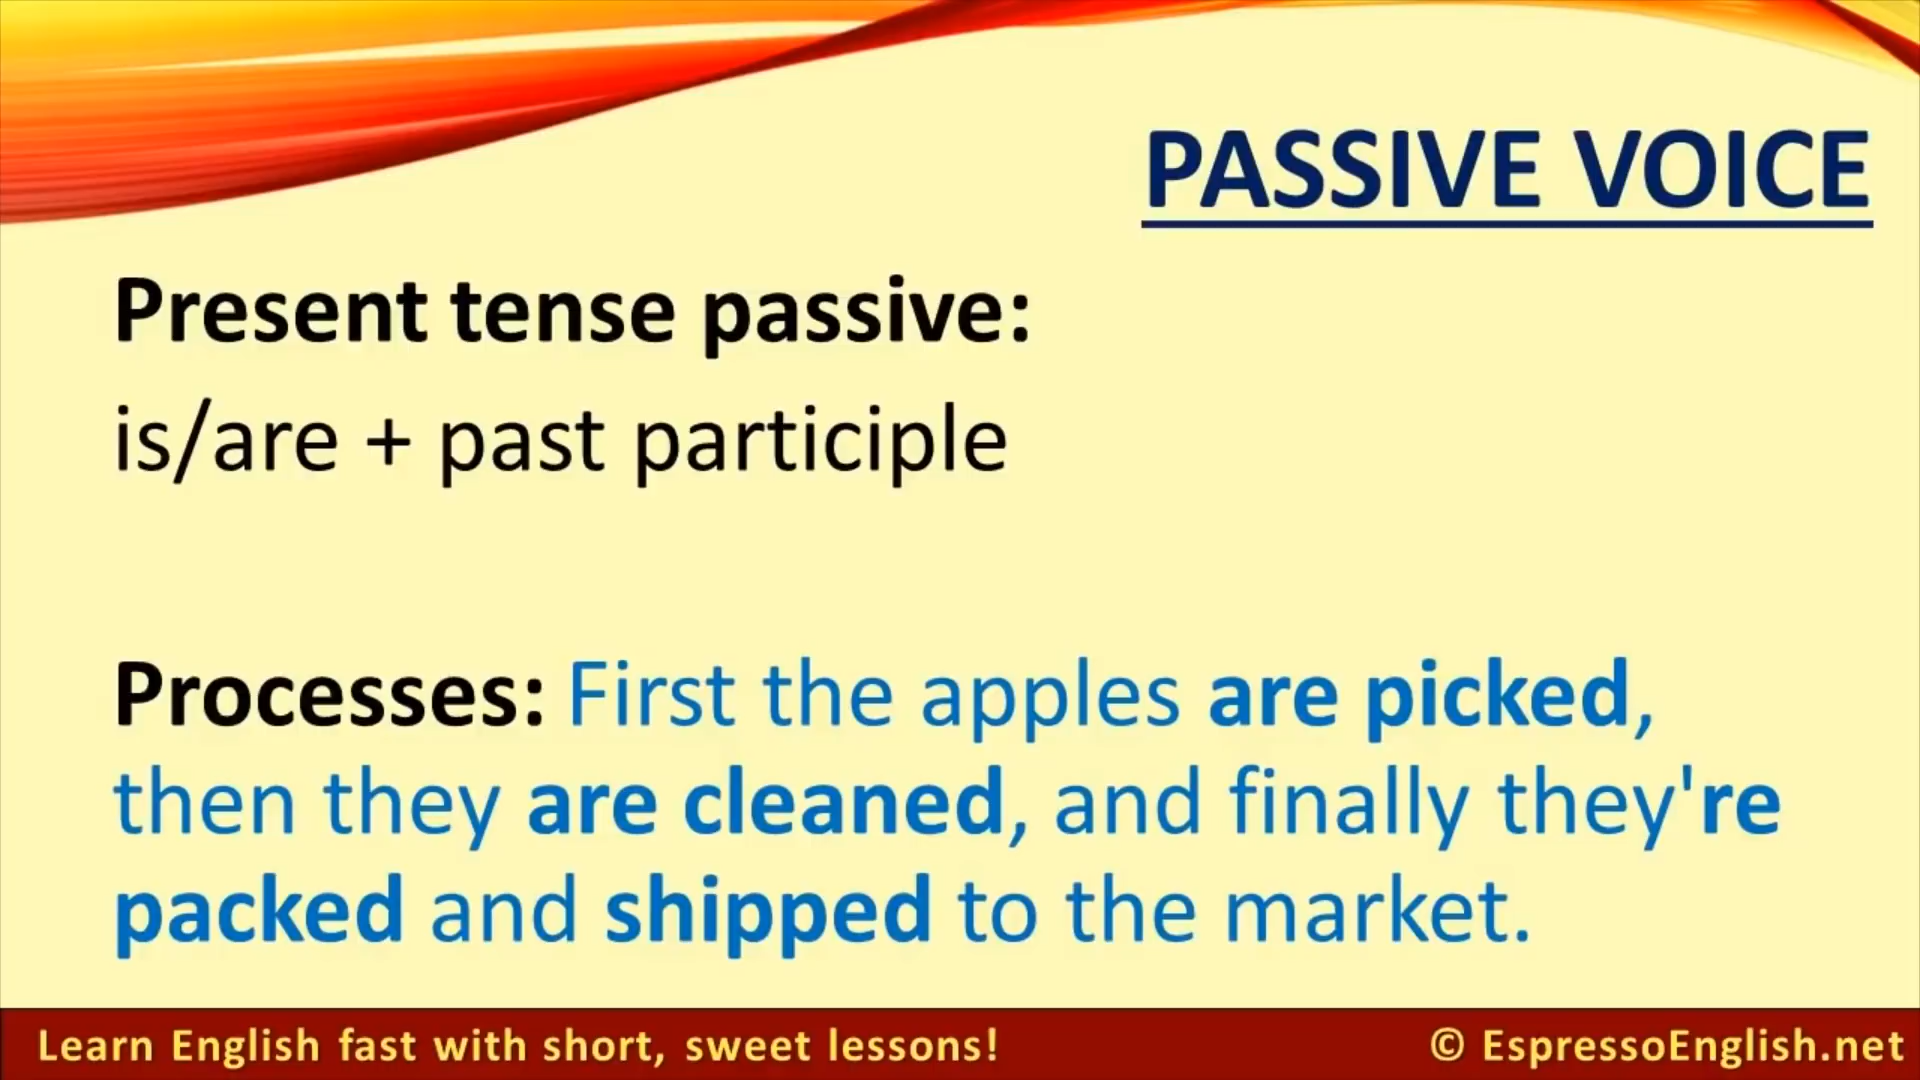 PASSIVE VOICE
Present tense passive:
is/are + past participle
Processes: First the apples are picked,
then they are cleaned, and finally they're
packed and shipped to the market.
Learn English fast with short, sweet lessons!
© EspressoEnglish.net